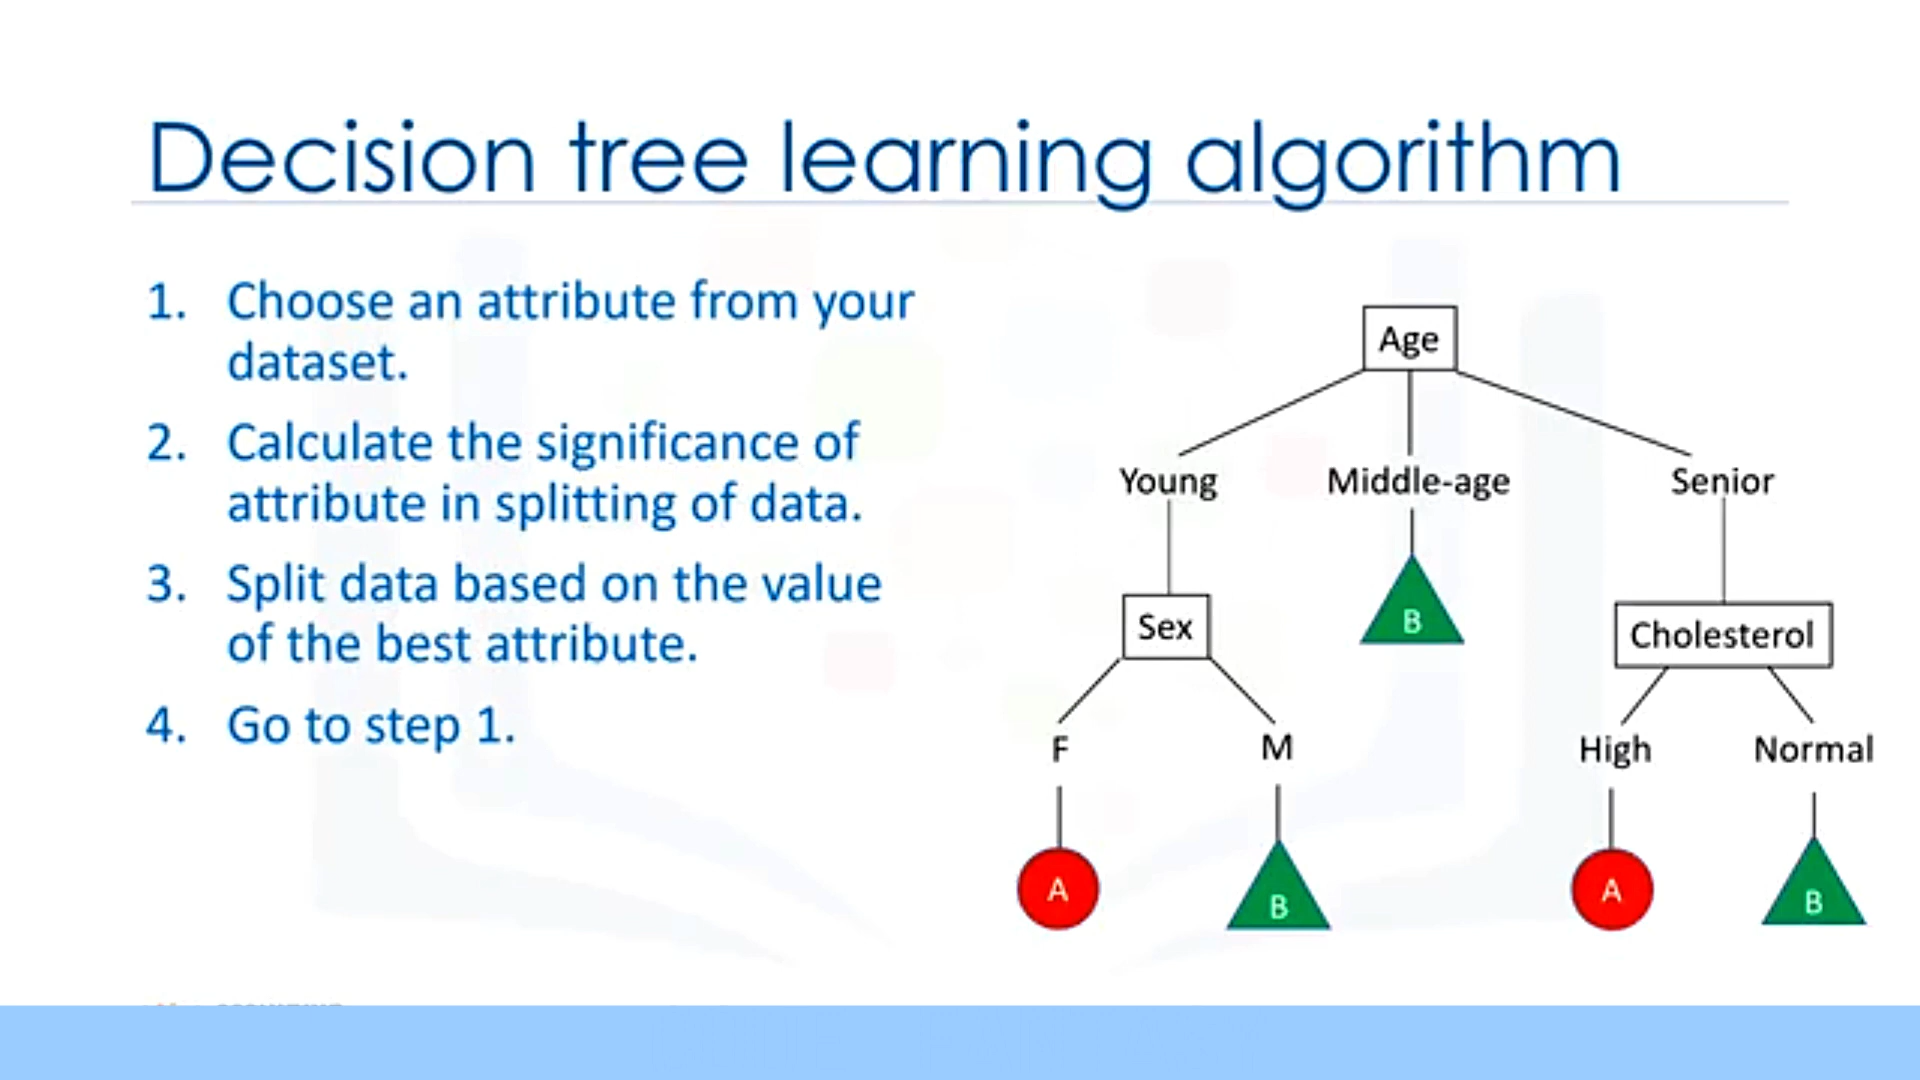 Decision tree learning algorithm
1. Choose an attribute from your
dataset.
2. Calculate the significance of
attribute in splitting of data.
3. Split data based on the value
of the best attribute.
4. Go to step 1.
Age
Young Middle-age Senior
Sex B Cholesterol
F M High Normal
A B A B